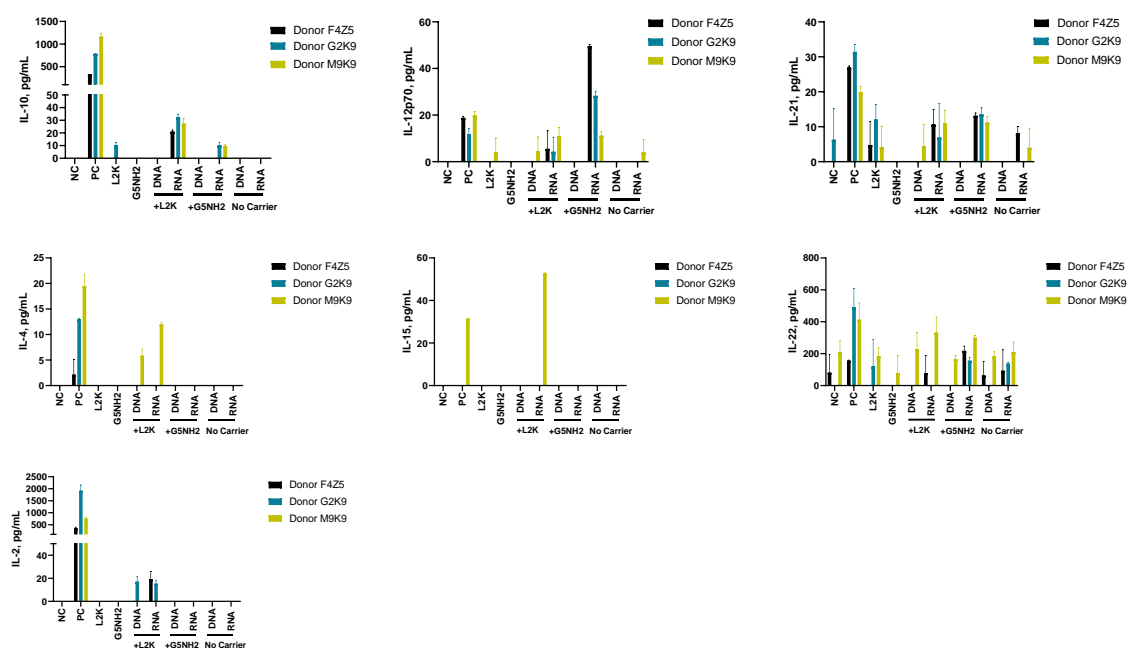 IL-10, pg/mL
1500
1000
500
50
40
30
20
10
0
NC
PC
L2K
G5NH2
DNA
RNA
DNA
RNA
DNA
RNA
+L2K
+G5NH2
No Carrier
Donor F4Z5
Donor G2K9
Donor M9K9
IL-12p70, pg/mL
60
40
20
0
NC
PC
L2K
G5NH2
DNA
RNA
DNA
RNA
DNA
RNA
+L2K
+G5NH2
No Carrier
Donor F4Z5
Donor G2K9
Donor M9K9
IL-21, pg/mL
40
30
20
10
0
NC
PC
L2K
G5NH2
DNA
RNA
DNA
RNA
DNA
RNA
+L2K
+G5NH2
No Carrier
Donor F4Z5
Donor G2K9
Donor M9K9
IL-4, pg/mL
25
20
15
10
5
0
NC
PC
L2K
G5NH2
DNA
RNA
DNA
RNA
DNA
RNA
+L2K
+G5NH2
No Carrier
Donor F4Z5
Donor G2K9
Donor M9K9
IL-15, pg/mL
60
40
20
0
NC
PC
L2K
G5NH2
DNA
RNA
DNA
RNA
DNA
RNA
+L2K
+G5NH2
No Carrier
Donor F4Z5
Donor G2K9
Donor M9K9
IL-22, pg/mL
800
600
400
200
0
NC
PC
L2K
G5NH2
DNA
RNA
DNA
RNA
DNA
RNA
+L2K
+G5NH2
No Carrier
Donor F4Z5
Donor G2K9
Donor M9K9
IL-2, pg/mL
2500
2000
1500
1000
500
40
20
0
NC
PC
L2K
G5NH2
DNA
RNA
DNA
RNA
DNA
RNA
+L2K
+G5NH2
No Carrier
Donor F4Z5
Donor G2K9
Donor M9K9